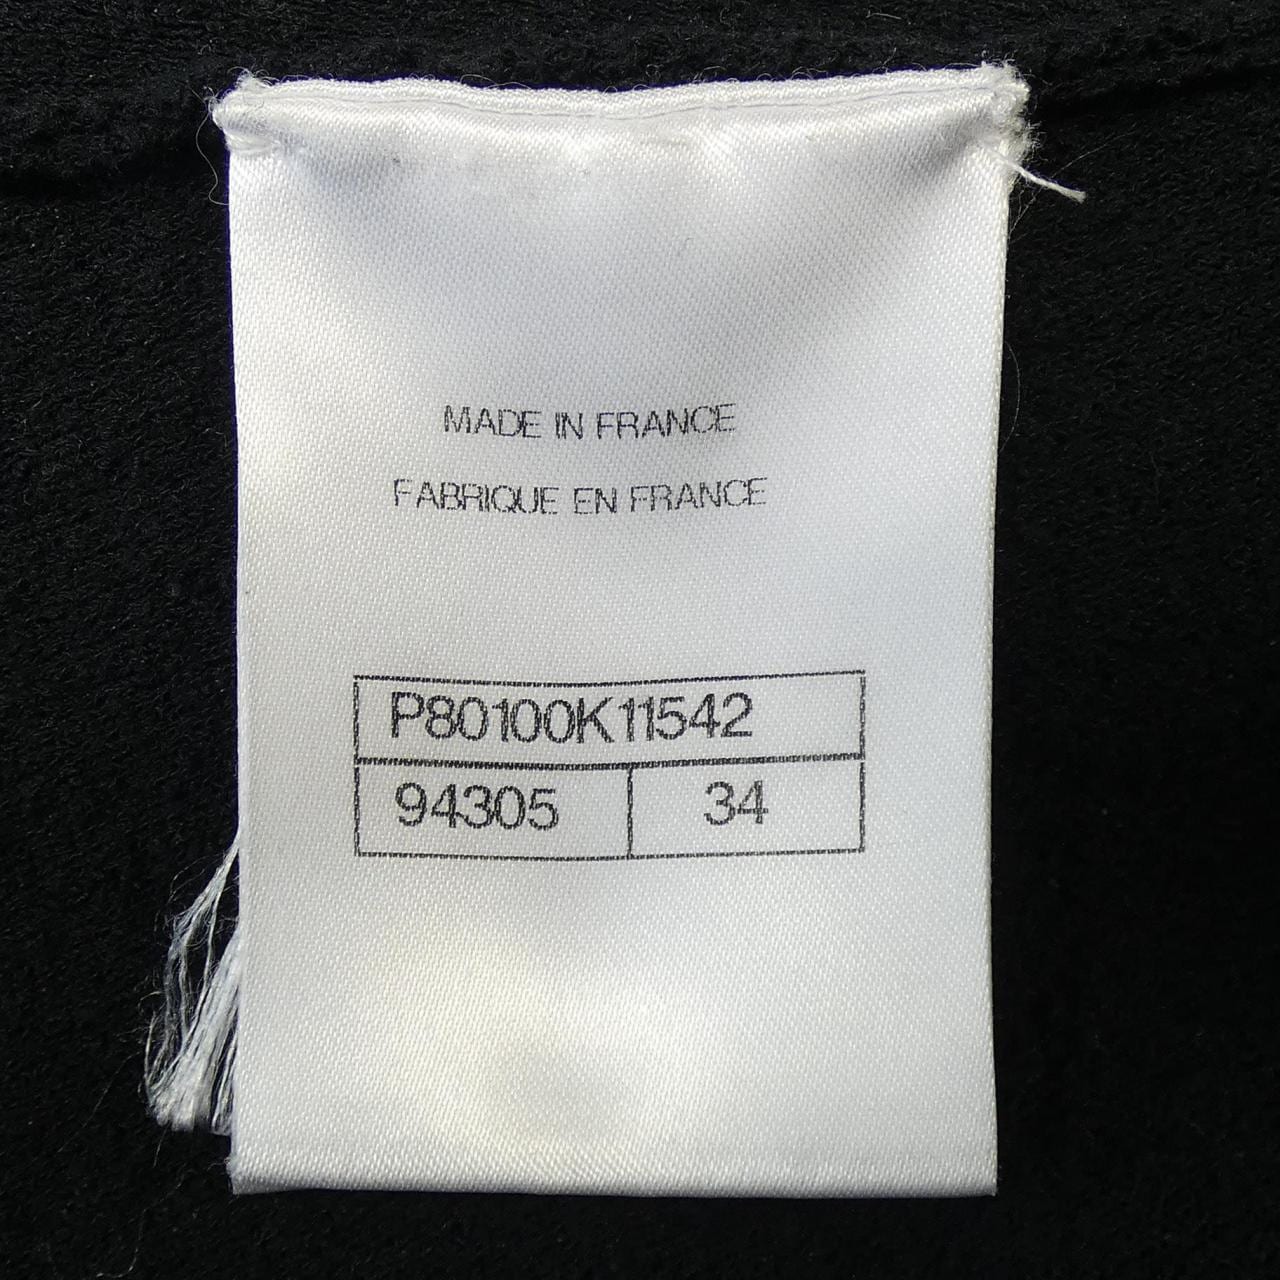 MADE IN FRANCE
FABRIQUE EN FRANCE
P80100K11542
94305 34